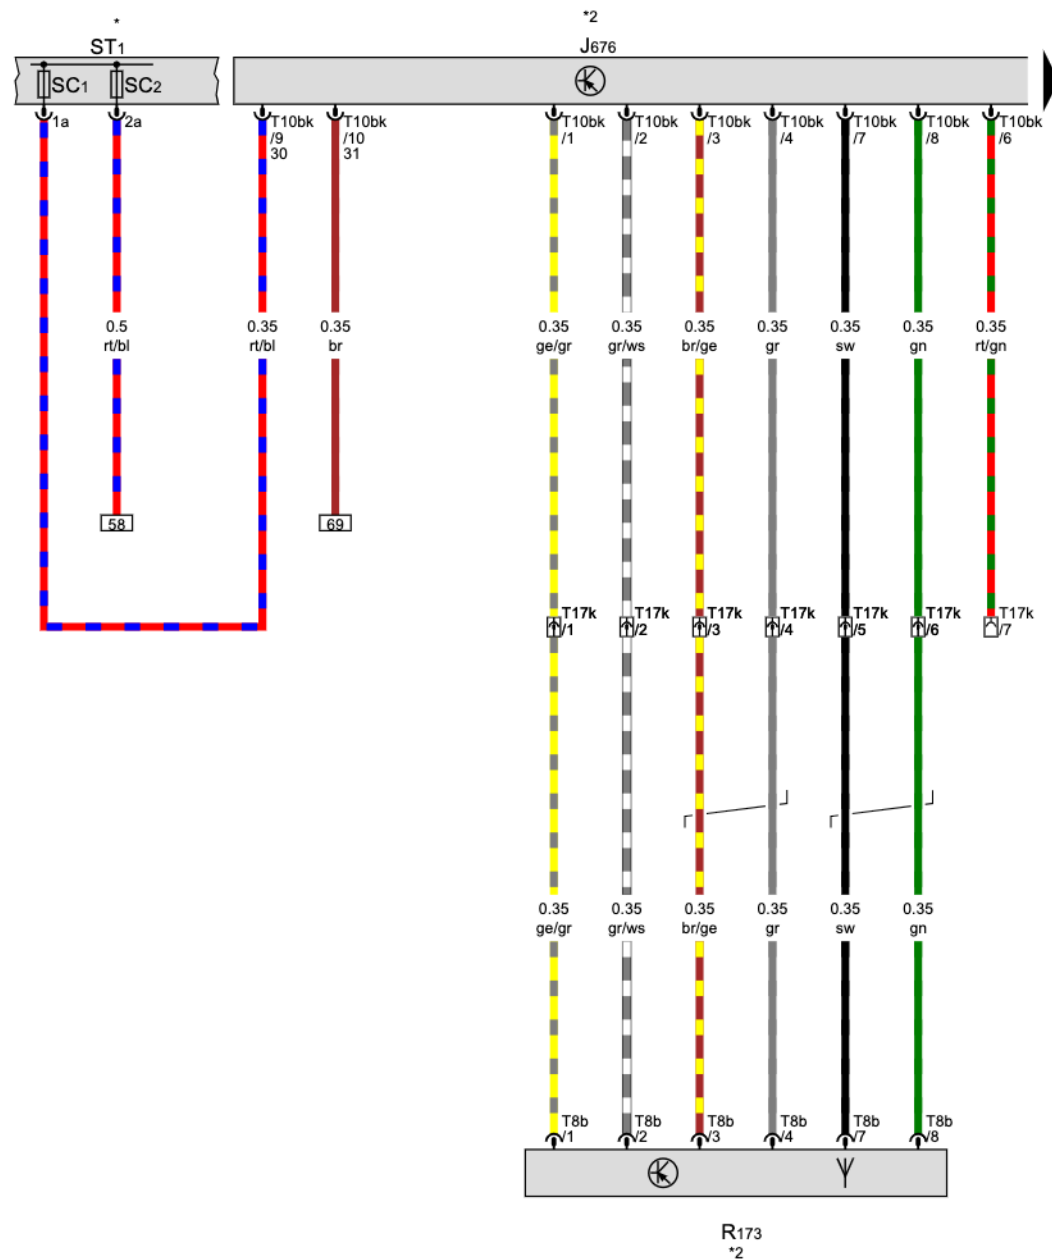 *
*2
ST1
J676
SC1
SC2
1a
2a
T10bk
/9
30
T10bk
/10
31
T10bk
/1
T10bk
/2
T10bk
/3
T10bk
/4
T10bk
/7
T10bk
/8
T10bk
/6
0.5
rt/bl
0.35
rt/bl
0.35
br
0.35
ge/gr
0.35
gr/ws
0.35
br/ge
0.35
gr
0.35
sw
0.35
gn
0.35
rt/gn
58
69
T17k
/1
T17k
/2
T17k
/3
T17k
/4
T17k
/5
T17k
/6
T17k
/7
0.35
ge/gr
0.35
gr/ws
0.35
br/ge
0.35
gr
0.35
sw
0.35
gn
T8b
/1
T8b
/2
T8b
/3
T8b
/4
T8b
/7
T8b
/8
R173
*2